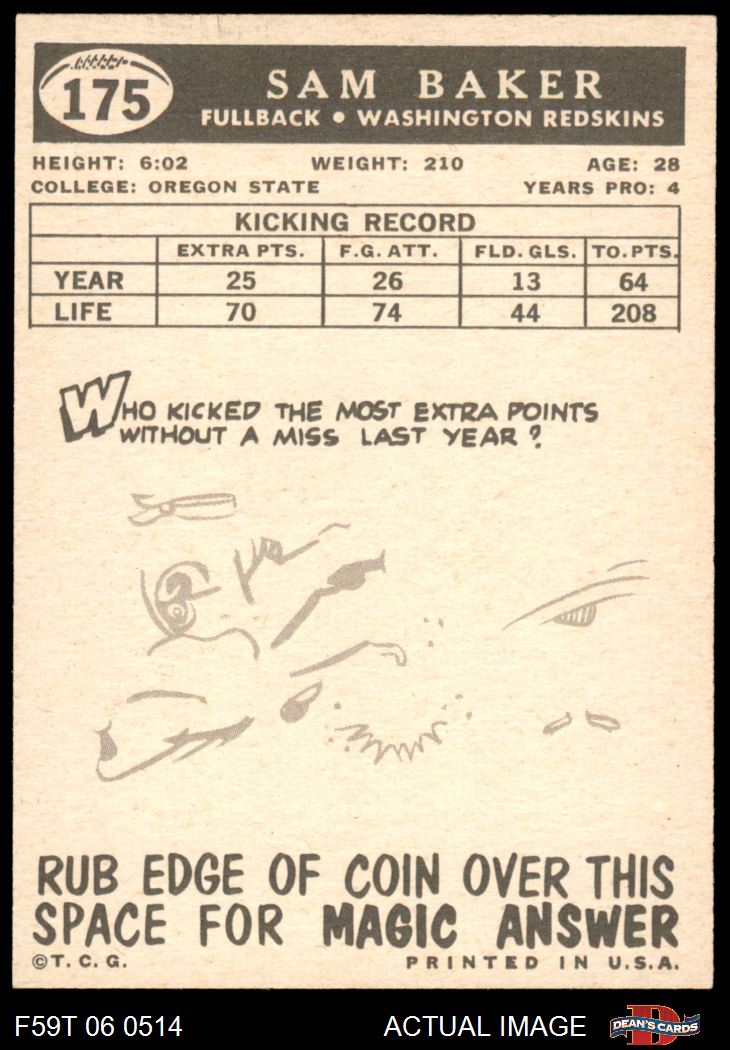 175
SAM BAKER
FULLBACK • WASHINGTON REDSKINS
HEIGHT: 6:02 WEIGHT: 210 AGE: 28
COLLEGE: OREGON STATE YEARS PRO: 4
KICKING RECORD
EXTRA PTS. F.G. ATT. FLD. GLS. TO. PTS.
YEAR 25 26 13 64
LIFE 70 74 44 208
WHO KICKED THE MOST EXTRA POINTS
WITHOUT A MISS LAST YEAR?
RUB EDGE OF COIN OVER THIS
SPACE FOR MAGIC ANSWER
©T.C.G. PRINTED IN U.S.A.
F59T 06 0514 ACTUAL IMAGE DEAN'S CARDS